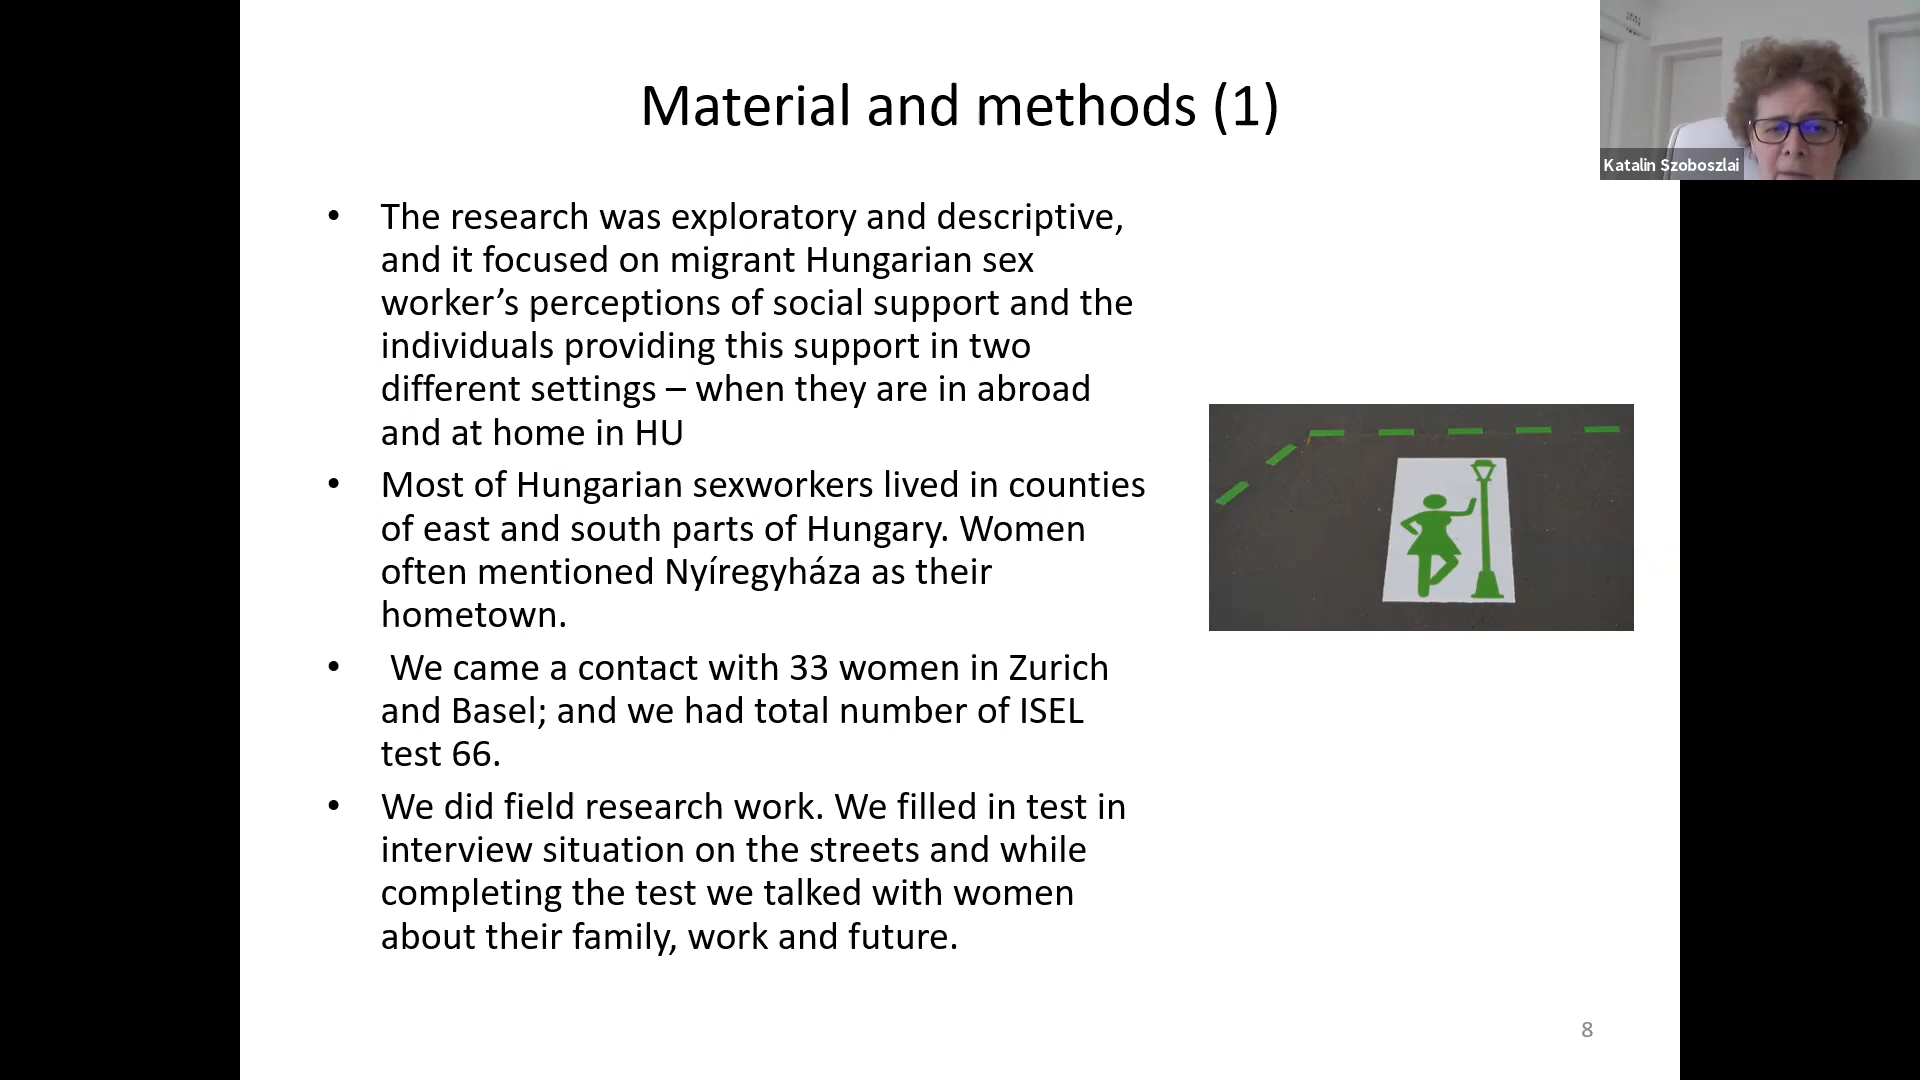 Material and methods (1)
Katalin Szoboszlai
• The research was exploratory and descriptive,
and it focused on migrant Hungarian sex
worker’s perceptions of social support and the
individuals providing this support in two
different settings – when they are in abroad
and at home in HU
• Most of Hungarian sexworkers lived in counties
of east and south parts of Hungary. Women
often mentioned Nyíregyháza as their
hometown.
• We came a contact with 33 women in Zurich
and Basel; and we had total number of ISEL
test 66.
• We did field research work. We filled in test in
interview situation on the streets and while
completing the test we talked with women
about their family, work and future.
8